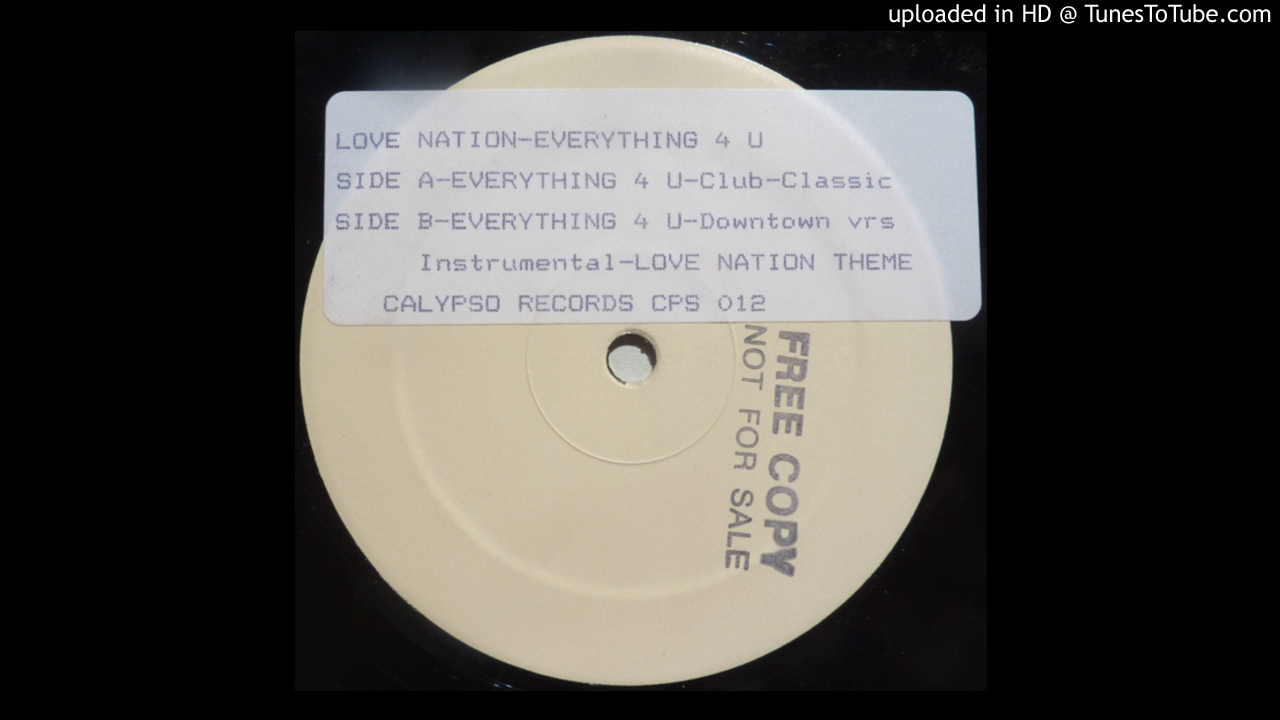 uploaded in HD @ TunesToTube.com
LOVE NATION-EVERYTHING 4 U
SIDE A-EVERYTHING 4 U-Club-Classic
SIDE B-EVERYTHING 4 U-Downtown vrs
Instrumental-LOVE NATION THEME
CALYPSO RECORDS CPS 012
FREE COPY
NOT FOR SALE